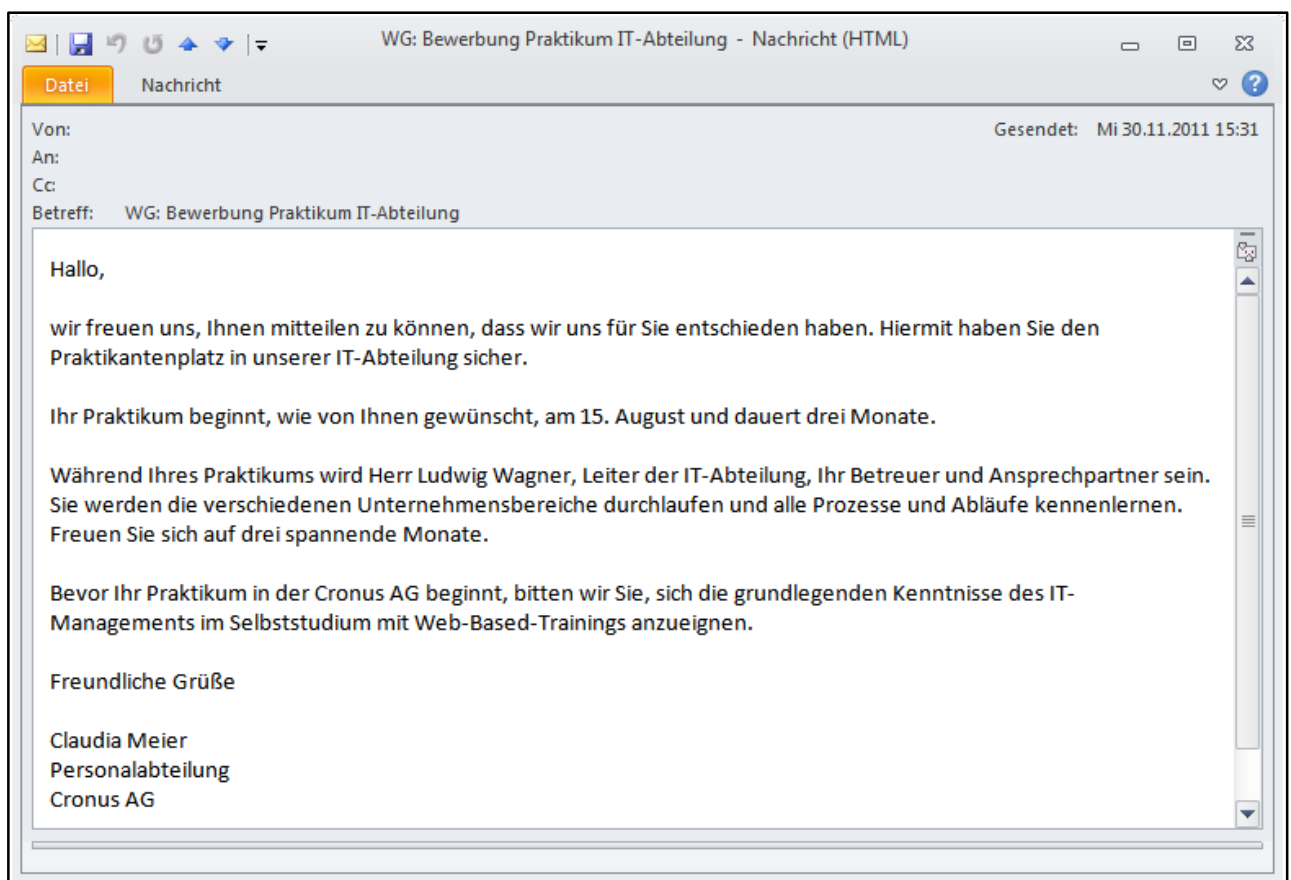 WG: Bewerbung Praktikum IT-Abteilung - Nachricht (HTML)
Datei Nachricht
Von: Gesendet: Mi 30.11.2011 15:31
An:
Cc:
Betreff: WG: Bewerbung Praktikum IT-Abteilung
Hallo,
wir freuen uns, Ihnen mitteilen zu können, dass wir uns für Sie entschieden haben. Hiermit haben Sie den
Praktikantenplatz in unserer IT-Abteilung sicher.
Ihr Praktikum beginnt, wie von Ihnen gewünscht, am 15. August und dauert drei Monate.
Während Ihres Praktikums wird Herr Ludwig Wagner, Leiter der IT-Abteilung, Ihr Betreuer und Ansprechpartner sein.
Sie werden die verschiedenen Unternehmensbereiche durchlaufen und alle Prozesse und Abläufe kennenlernen.
Freuen Sie sich auf drei spannende Monate.
Bevor Ihr Praktikum in der Cronus AG beginnt, bitten wir Sie, sich die grundlegenden Kenntnisse des IT-
Managements im Selbststudium mit Web-Based-Trainings anzueignen.
Freundliche Grüße
Claudia Meier
Personalabteilung
Cronus AG